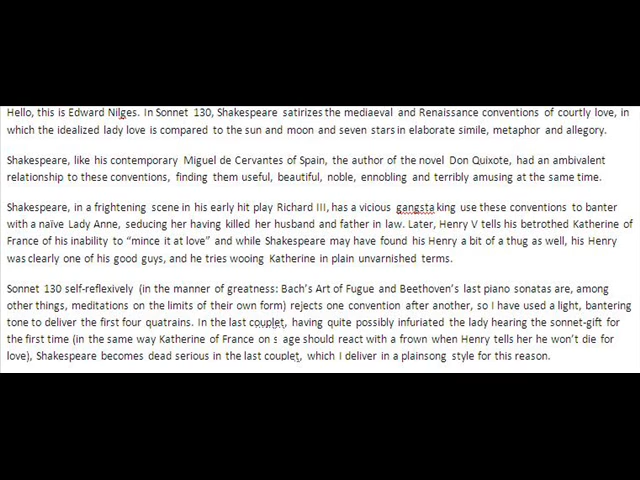 Hello, this is Edward Nilges. In Sonnet 130, Shakespeare satirizes the mediaeval and Renaissance conventions of courtly love, in
which the idealized lady love is compared to the sun and moon and seven stars in elaborate simile, metaphor and allegory.
Shakespeare, like his contemporary Miguel de Cervantes of Spain, the author of the novel Don Quixote, had an ambivalent
relationship to these conventions, finding them useful, beautiful, noble, ennobling and terribly amusing at the same time.
Shakespeare, in a frightening scene in his early hit play Richard III, has a vicious gangsta king use these conventions to banter
with a naïve Lady Anne, seducing her having killed her husband and father in law. Later, Henry V tells his betrothed Katherine of
France of his inability to “mince it at love” and while Shakespeare may have found his Henry a bit of a thug as well, his Henry
was clearly one of his good guys, and he tries wooing Katherine in plain unvarnished terms.
Sonnet 130 self-reflexively (in the manner of greatness: Bach’s Art of Fugue and Beethoven’s last piano sonatas are, among
other things, meditations on the limits of their own form) rejects one convention after another, so I have used a light, bantering
tone to deliver the first four quatrains. In the last couplet, having quite possibly infuriated the lady hearing the sonnet-gift for
the first time (in the same way Katherine of France on s age should react with a frown when Henry tells her he won’t die for
love), Shakespeare becomes dead serious in the last couplet, which I deliver in a plainsong style for this reason.